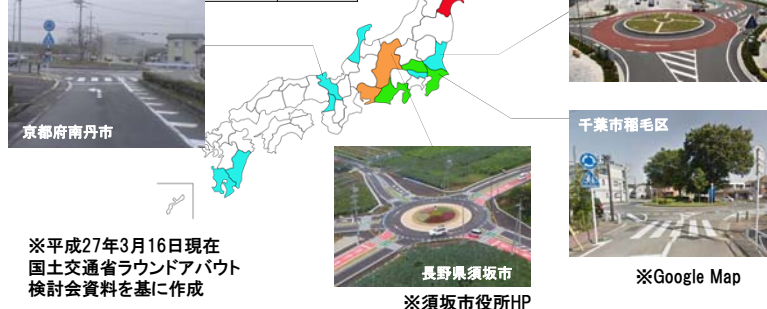 京都府南丹市
千葉市稲毛区
長野県須坂市
※平成27年3月16日現在
国土交通省ラウンドアバウト
検討会資料を基に作成
※Google Map
※須坂市役所HP